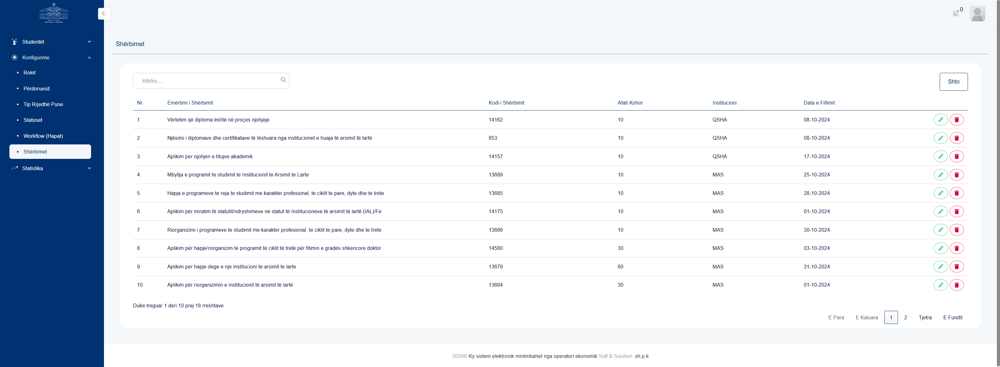 MINISTRIA E ARSIMIT
0
Studentët
Konfigurime
Rolet
Përdoruesit
Tip Rrjedhë Pune
Statuset
Workflow (Hapat)
Shërbimet
Statistika
Shërbimet
Kërko...
Shto
Nr Emërtimi i Shërbimit Kodi i Shërbimit Afati Kohor Institucioni Data e Fillimit
1 Vërtetim që diploma është në proçes njohjeje 14162 10 QSHA 08-10-2024
2 Njësimi i diplomave dhe certifikatave të lëshuara nga institucionet e huaja të arsimit të lartë 853 10 QSHA 08-10-2024
3 Aplikim per njohjen e titujve akademik 14157 10 QSHA 17-10-2024
4 Mbyllja e programit te studimit te Institucionit te Arsimit te Larte 13689 10 MAS 25-10-2024
5 Hapja e programeve te reja te studimit me karakter profesional, te ciklit te pare, dyte dhe te trete 13685 10 MAS 28-10-2024
6 Aplikim për miratim të statutit/ndryshimeve në statut të Institucioneve të arsimit të lartë (IAL)/Fe 14175 10 MAS 01-10-2024
7 Riorganizimi i programeve te studimit me karakter profesional, te ciklit te pare, dyte dhe te trete 13686 10 MAS 30-10-2024
8 Aplikim për hapje/riorganizim te programit të ciklit të tretë për fitimin e gradës shkencore doktor 14580 30 MAS 03-10-2024
9 Aplikim per hapje dege e nje institucioni te arsimit te larte 13679 60 MAS 31-10-2024
10 Aplikim për riorganizimin e institucionit të arsimit të lartë 13684 30 MAS 01-10-2024
Duke treguar 1 deri 10 prej 18 rreshtave
E Para E Kaluara 1 2 Tjetra E Fundit
2026© Ky sistem elektronik mirëmbahet nga operatori ekonomik Soft & Solution sh.p.k